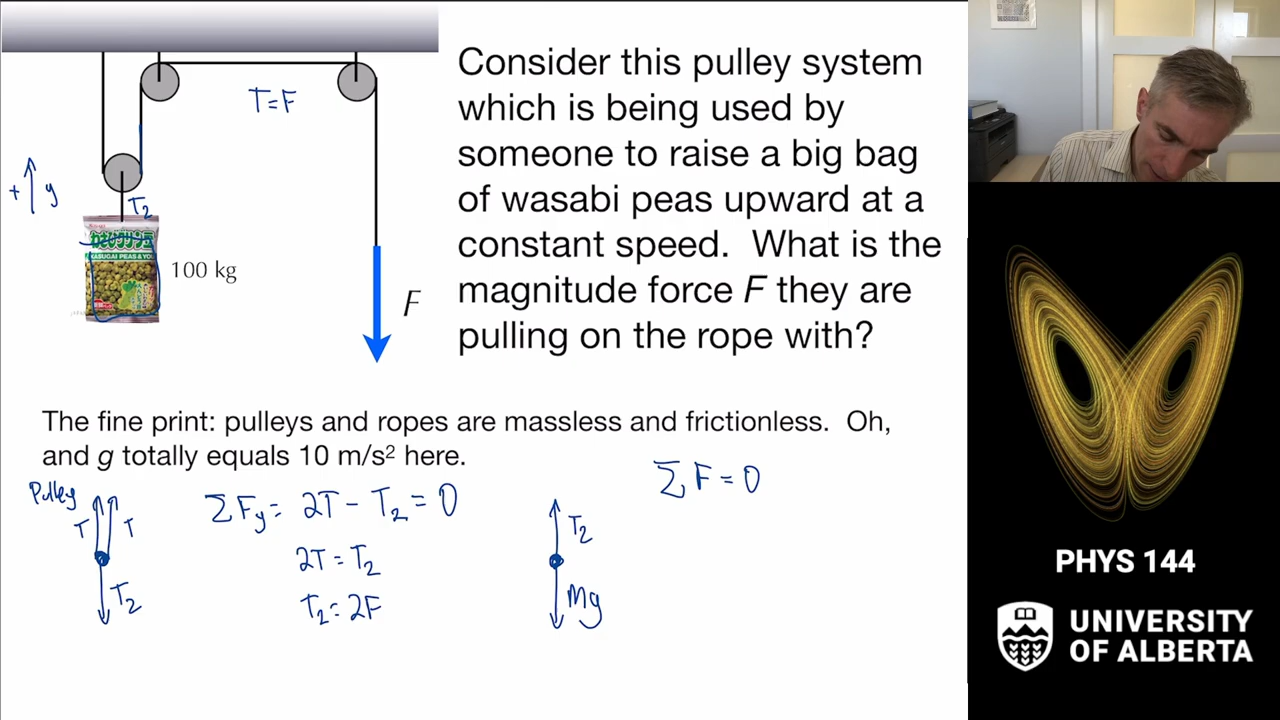 T=F
+ y
T₂
KASUGAI PEAS &
100 kg
F
Consider this pulley system
which is being used by
someone to raise a big bag
of wasabi peas upward at a
constant speed. What is the
magnitude force F they are
pulling on the rope with?
The fine print: pulleys and ropes are massless and frictionless. Oh,
and g totally equals 10 m/s² here.
Pulley
T T
T₂
ΣFy = 2T - T₂ = 0
2T = T₂
T₂ = 2F
T₂
Mg
ΣF = 0
PHYS 144
UNIVERSITY
OF ALBERTA